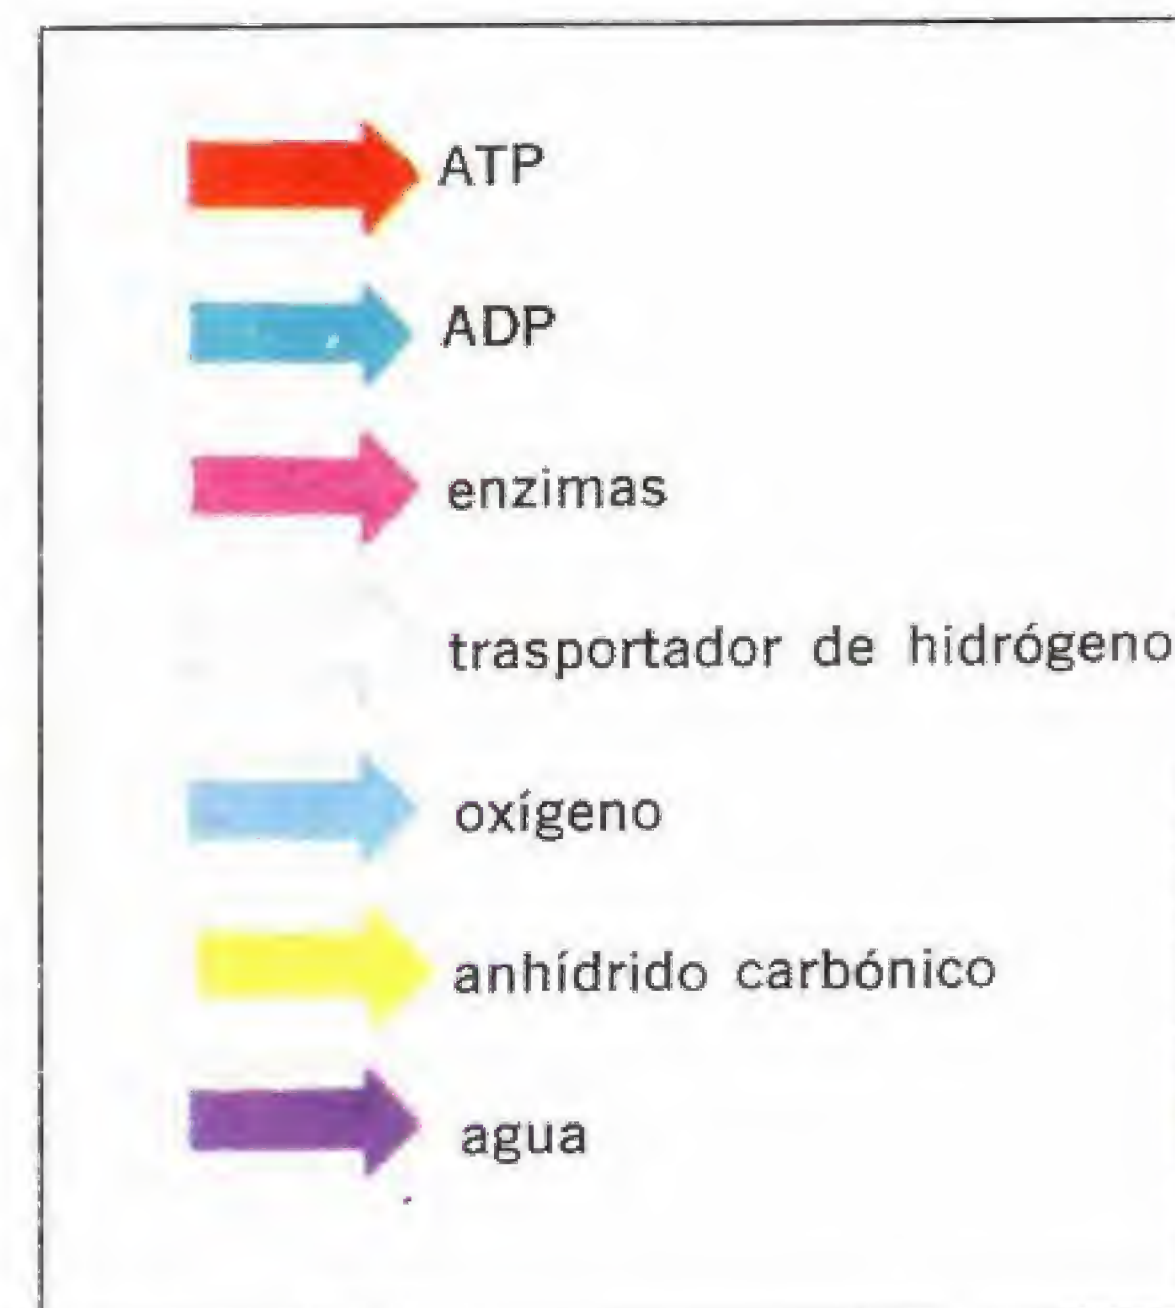 ATP
ADP
enzimas
trasportador de hidrógeno
oxígeno
anhídrido carbónico
agua